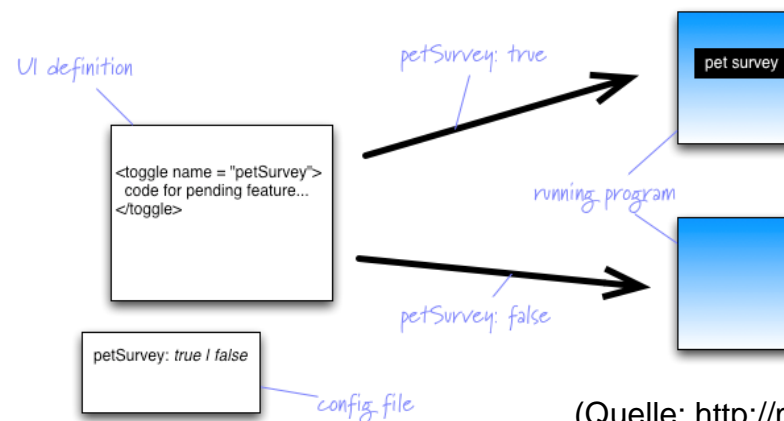 UI definition
petSurvey: true
pet survey
<toggle name = "petSurvey">
code for pending feature...
</toggle>
running program
petSurvey: false
petSurvey: true | false
config file
(Quelle: http://